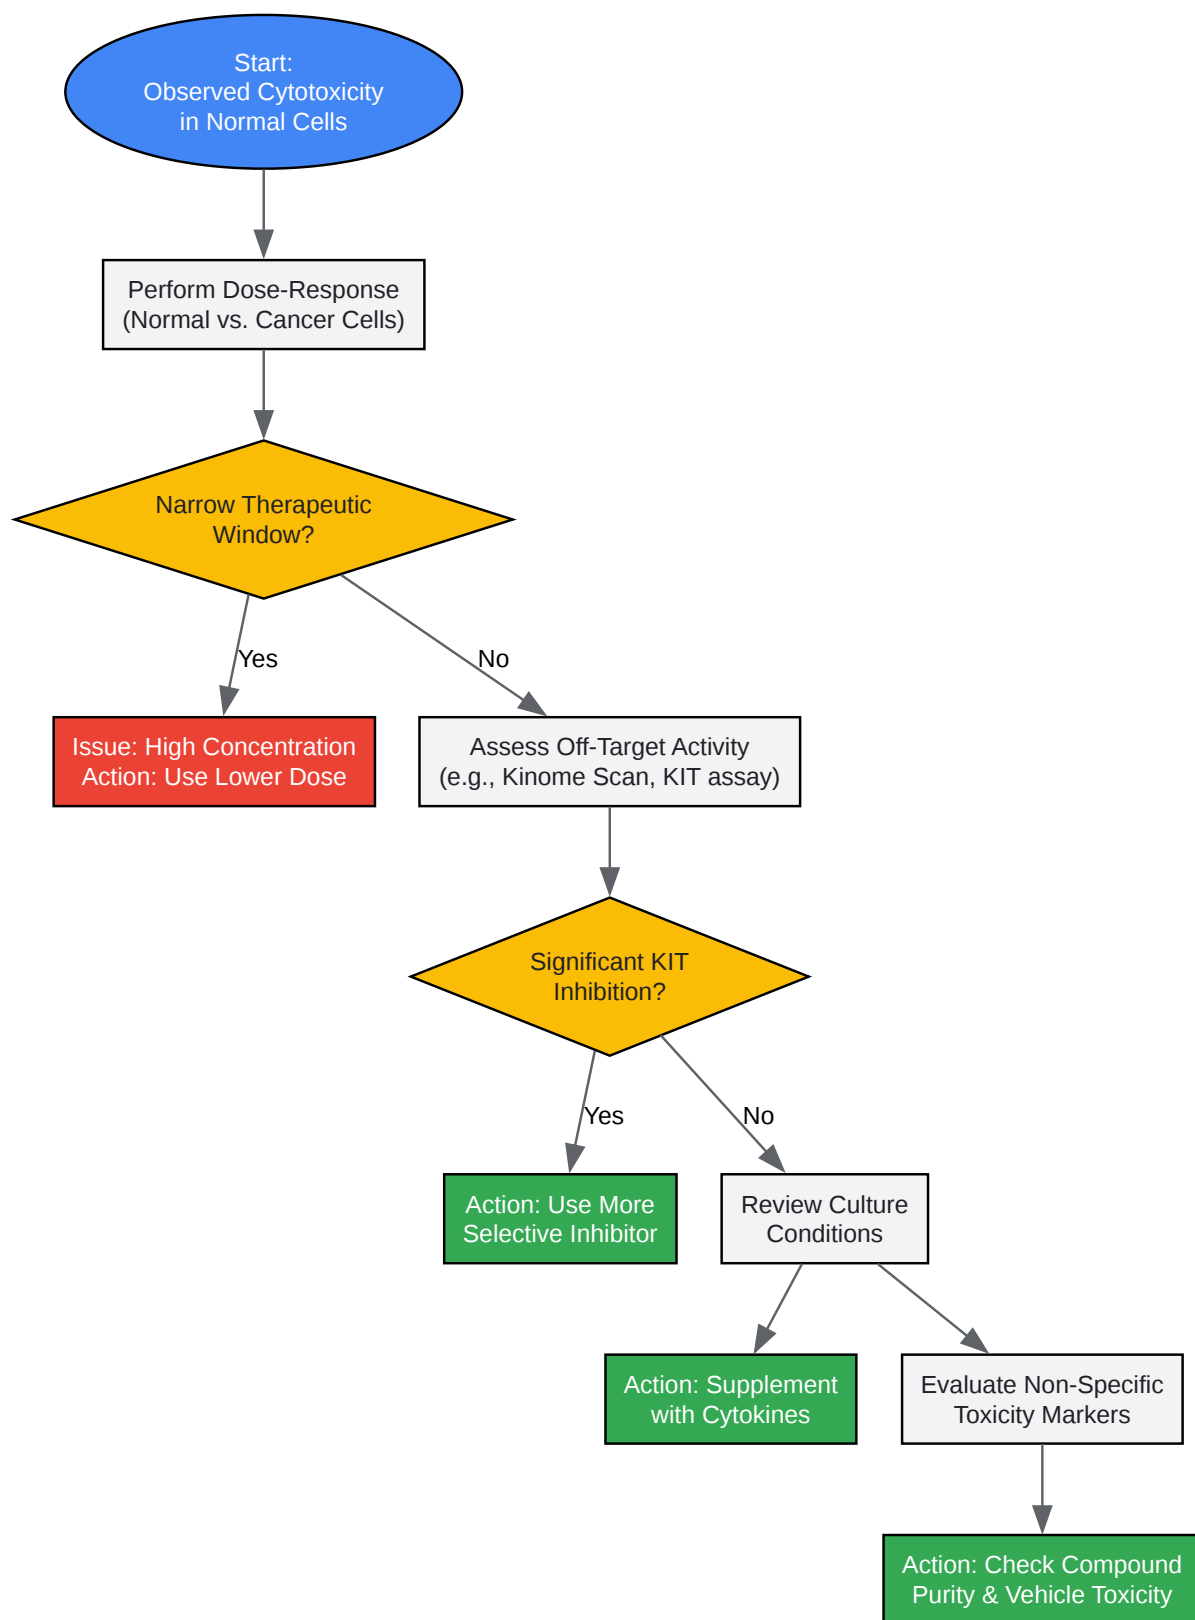 Start:
Observed Cytotoxicity
in Normal Cells
Perform Dose-Response
(Normal vs. Cancer Cells)
Narrow Therapeutic
Window?
Yes
No
Issue: High Concentration
Action: Use Lower Dose
Assess Off-Target Activity
(e.g., Kinome Scan, KIT assay)
Significant KIT
Inhibition?
Yes
No
Action: Use More
Selective Inhibitor
Review Culture
Conditions
Action: Supplement
with Cytokines
Evaluate Non-Specific
Toxicity Markers
Action: Check Compound
Purity & Vehicle Toxicity